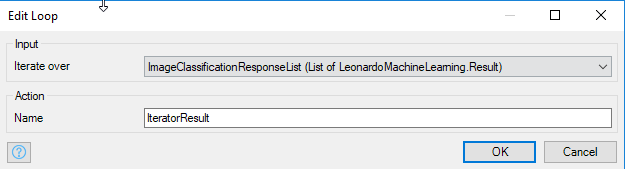 Edit Loop
Input
Iterate over ImageClassificationResponseList (List of LeonardoMachineLearning.Result)
Action
Name IteratorResult
? OK Cancel